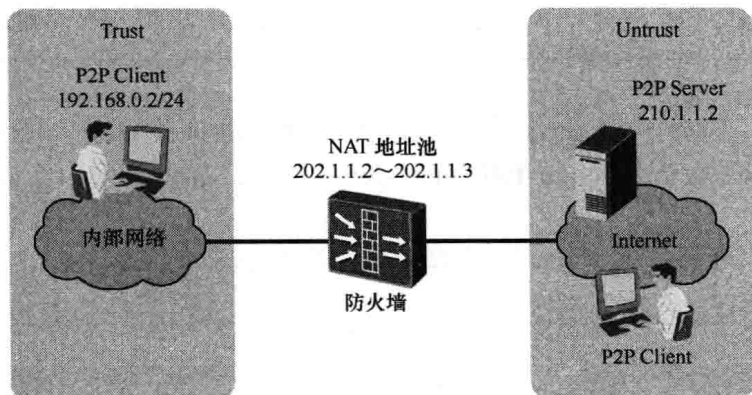 Trust
P2P Client
192.168.0.2/24
内部网络
NAT 地址池
202.1.1.2～202.1.1.3
防火墙
Untrust
P2P Server
210.1.1.2
Internet
P2P Client